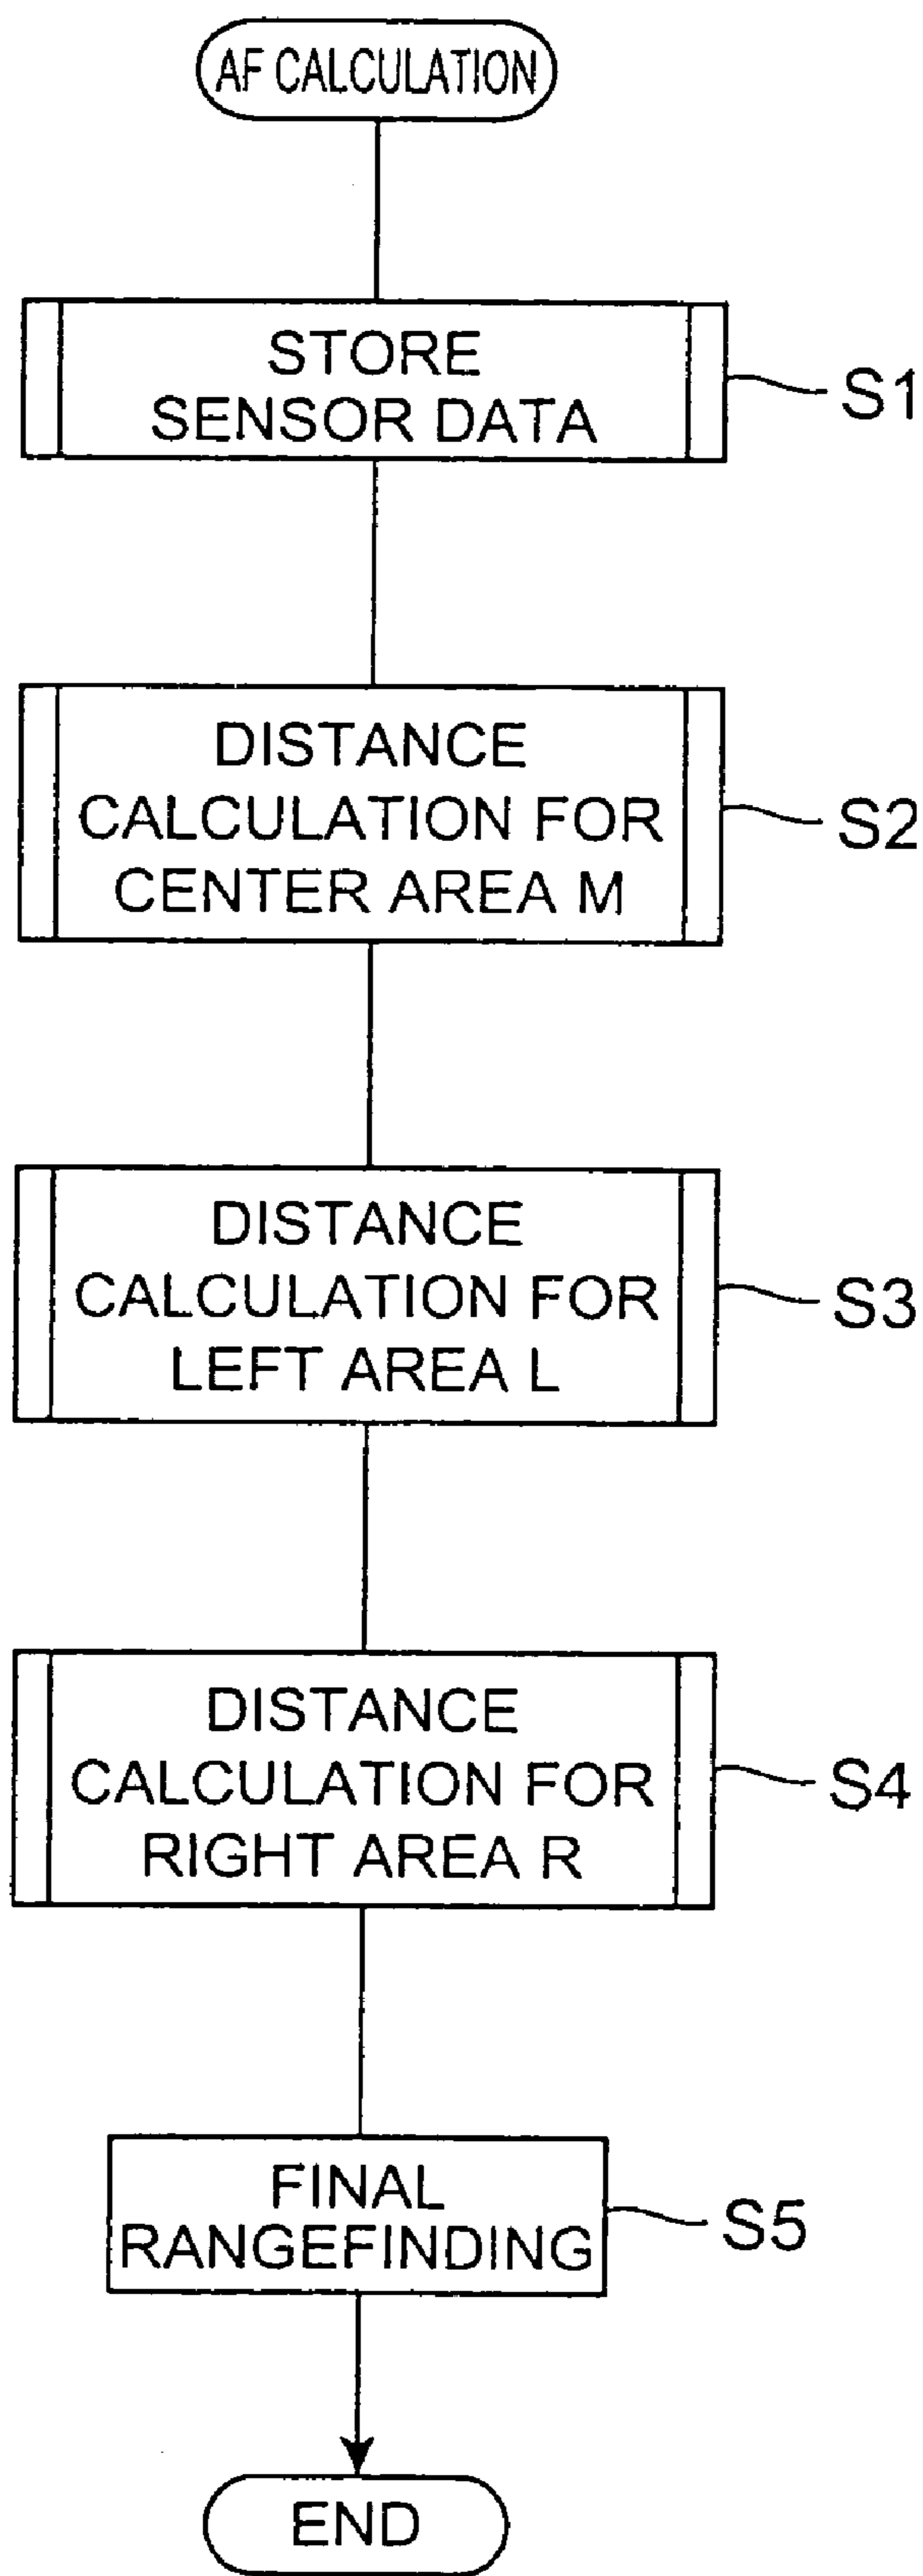 AF CALCULATION
STORE
SENSOR DATA
S1
DISTANCE
CALCULATION FOR
CENTER AREA M
S2
DISTANCE
CALCULATION FOR
LEFT AREA L
S3
DISTANCE
CALCULATION FOR
RIGHT AREA R
S4
FINAL
RANGEFINDING
S5
END